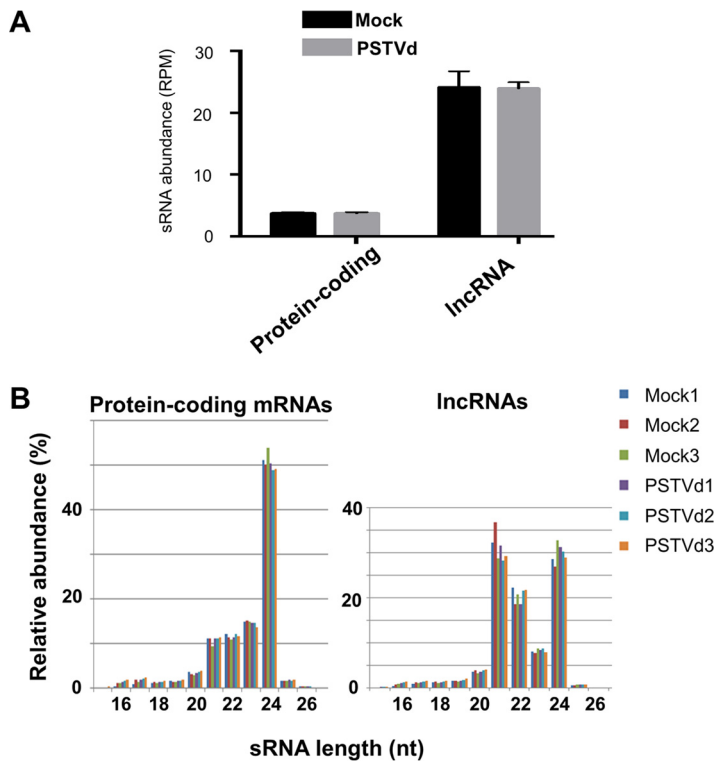 A
Mock
PSTVd
sRNA abundance (RPM)
30
20
10
0
Protein-coding
lncRNA
B
Protein-coding mRNAs
lncRNAs
Relative abundance (%)
40
20
0
16 18 20 22 24 26
40
20
0
16 18 20 22 24 26
sRNA length (nt)
Mock1
Mock2
Mock3
PSTVd1
PSTVd2
PSTVd3